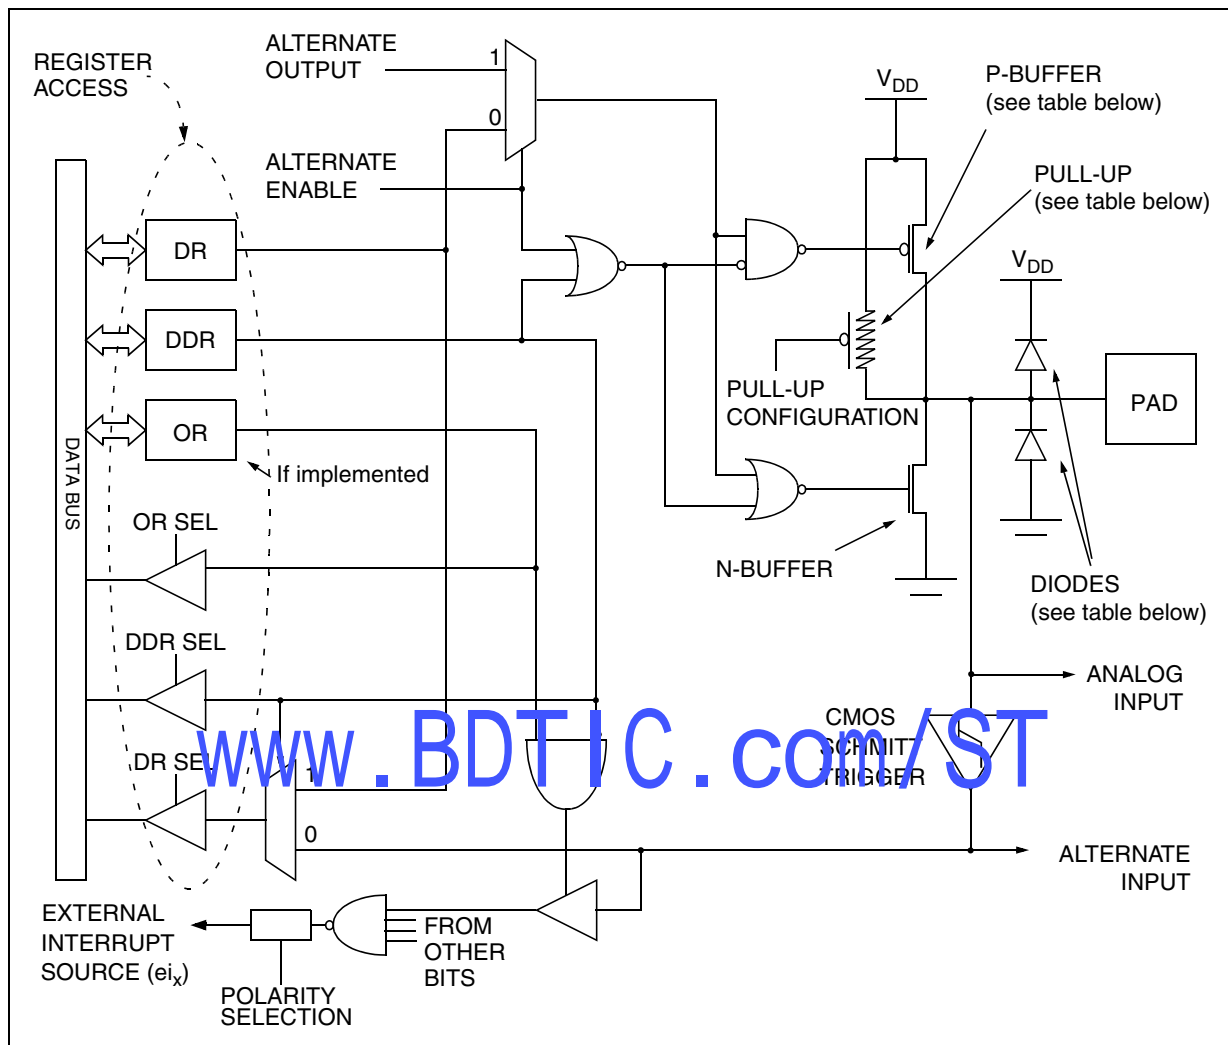 REGISTER
ACCESS
ALTERNATE
OUTPUT
1
0
ALTERNATE
ENABLE
VDD
P-BUFFER
(see table below)
PULL-UP
(see table below)
VDD
DR
DDR
OR
If implemented
DATA BUS
PULL-UP
CONFIGURATION
PAD
OR SEL
N-BUFFER
DIODES
(see table below)
DDR SEL
ANALOG
INPUT
CMOS
SCHMITT
TRIGGER
www.BDTIC.com/ST
DR SEL
1
0
ALTERNATE
INPUT
EXTERNAL
INTERRUPT
SOURCE (eix)
FROM
OTHER
BITS
POLARITY
SELECTION